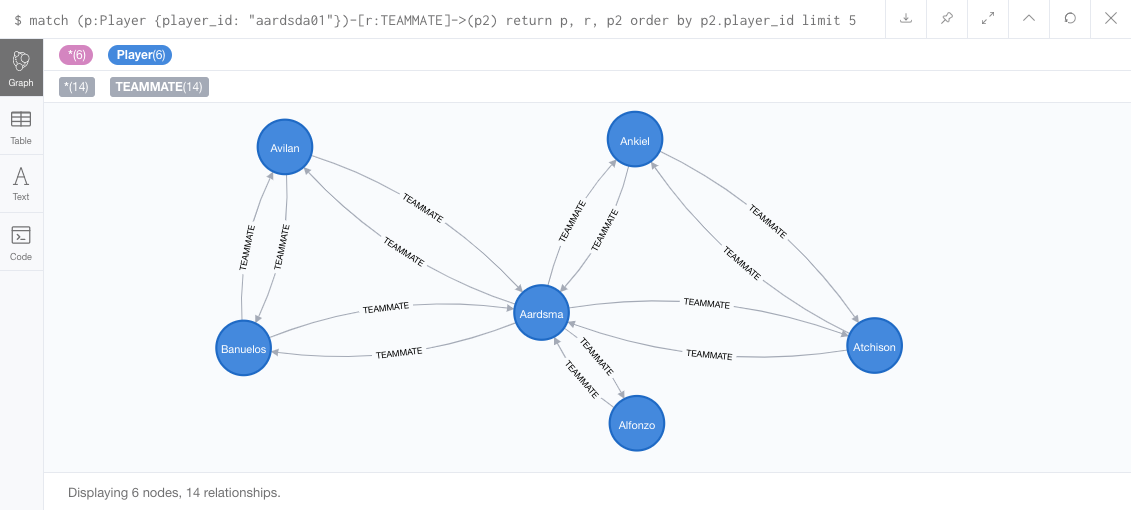 $ match (p:Player {player_id: "aardsda01"})-[r:TEAMMATE]->(p2) return p, r, p2 order by p2.player_id limit 5
*(6) Player(6)
Graph
*(14) TEAMMATE(14)
Table
Text
Code
Avilan
Ankiel
TEAMMATE
TEAMMATE
TEAMMATE
TEAMMATE
TEAMMATE
TEAMMATE
TEAMMATE
TEAMMATE
Aardsma
TEAMMATE
TEAMMATE
Banuelos
Atchison
TEAMMATE
TEAMMATE
TEAMMATE
TEAMMATE
Alfonzo
Displaying 6 nodes, 14 relationships.